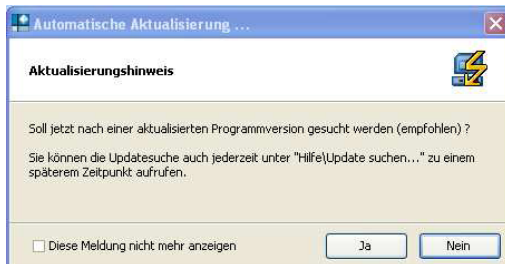 Automatische Aktualisierung ...
Aktualisierungshinweis
Soll jetzt nach einer aktualisierten Programmversion gesucht werden (empfohlen) ?
Sie können die Updatesuche auch jederzeit unter "Hilfe\Update suchen..." zu einem
späterem Zeitpunkt aufrufen.
Diese Meldung nicht mehr anzeigen
Ja
Nein